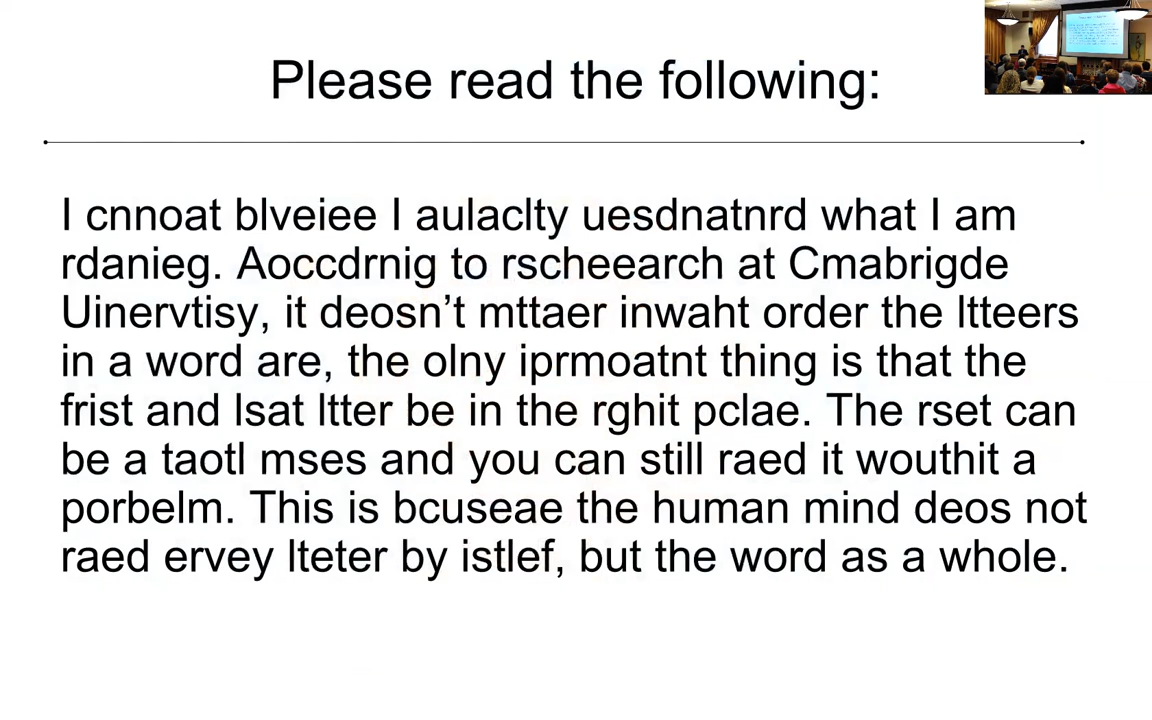 Please read the following:
I cnnoat blveiee I aulaclty uesdnatnrd what I am
rdanieg. Aoccdrnig to rscheearch at Cmabrigde
Uinervtisy, it deosn’t mttaer inwaht order the ltteers
in a word are, the olny iprmoatnt thing is that the
frist and lsat ltter be in the rghit pclae. The rset can
be a taotl mses and you can still raed it wouthit a
porbelm. This is bcuseae the human mind deos not
raed ervey lteter by istlef, but the word as a whole.